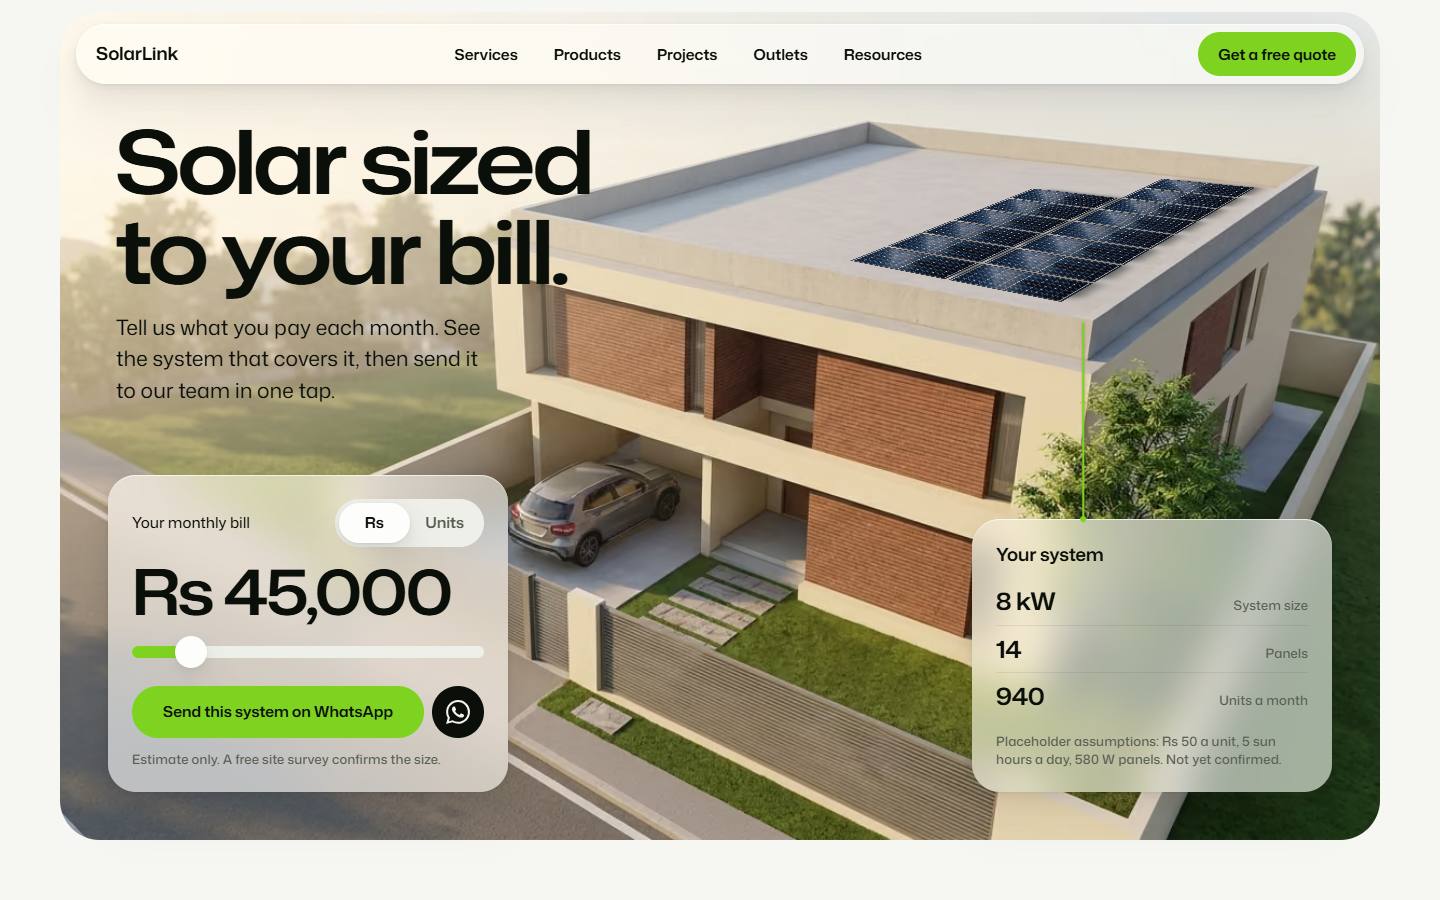 SolarLink
Services
Products
Projects
Outlets
Resources
Get a free quote
Solar sized
to your bill.
Tell us what you pay each month. See
the system that covers it, then send it
to our team in one tap.
Your monthly bill
Rs
Units
Rs 45,000
Send this system on WhatsApp
Estimate only. A free site survey confirms the size.
Your system
8 kW
System size
14
Panels
940
Units a month
Placeholder assumptions: Rs 50 a unit, 5 sun
hours a day, 580 W panels. Not yet confirmed.